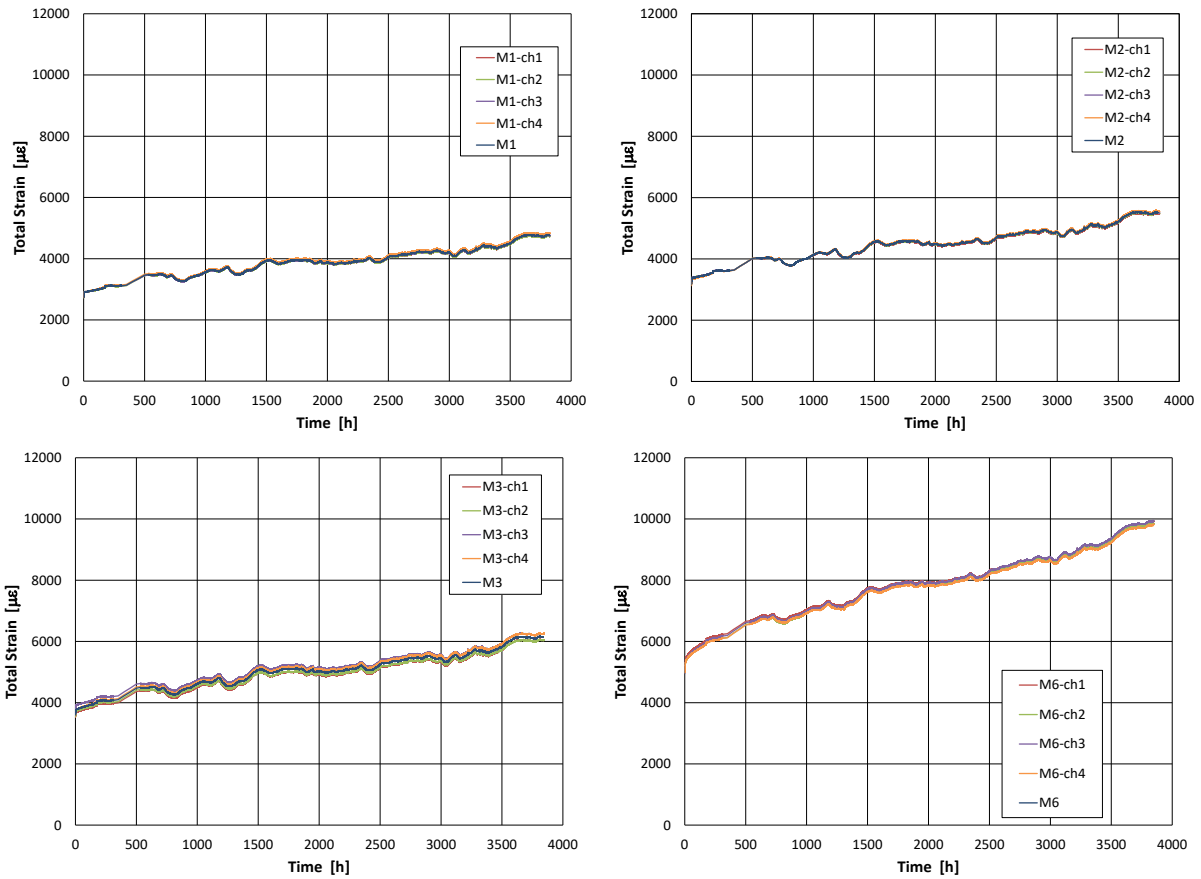 12000
10000
8000
6000
4000
2000
0
Total Strain [µε]
M1-ch1
M1-ch2
M1-ch3
M1-ch4
M1
0 500 1000 1500 2000 2500 3000 3500 4000
Time [h]
12000
10000
8000
6000
4000
2000
0
Total Strain [µε]
M2-ch1
M2-ch2
M2-ch3
M2-ch4
M2
0 500 1000 1500 2000 2500 3000 3500 4000
Time [h]
12000
10000
8000
6000
4000
2000
0
Total Strain [µε]
M3-ch1
M3-ch2
M3-ch3
M3-ch4
M3
0 500 1000 1500 2000 2500 3000 3500 4000
Time [h]
12000
10000
8000
6000
4000
2000
0
Total Strain [µε]
M6-ch1
M6-ch2
M6-ch3
M6-ch4
M6
0 500 1000 1500 2000 2500 3000 3500 4000
Time [h]